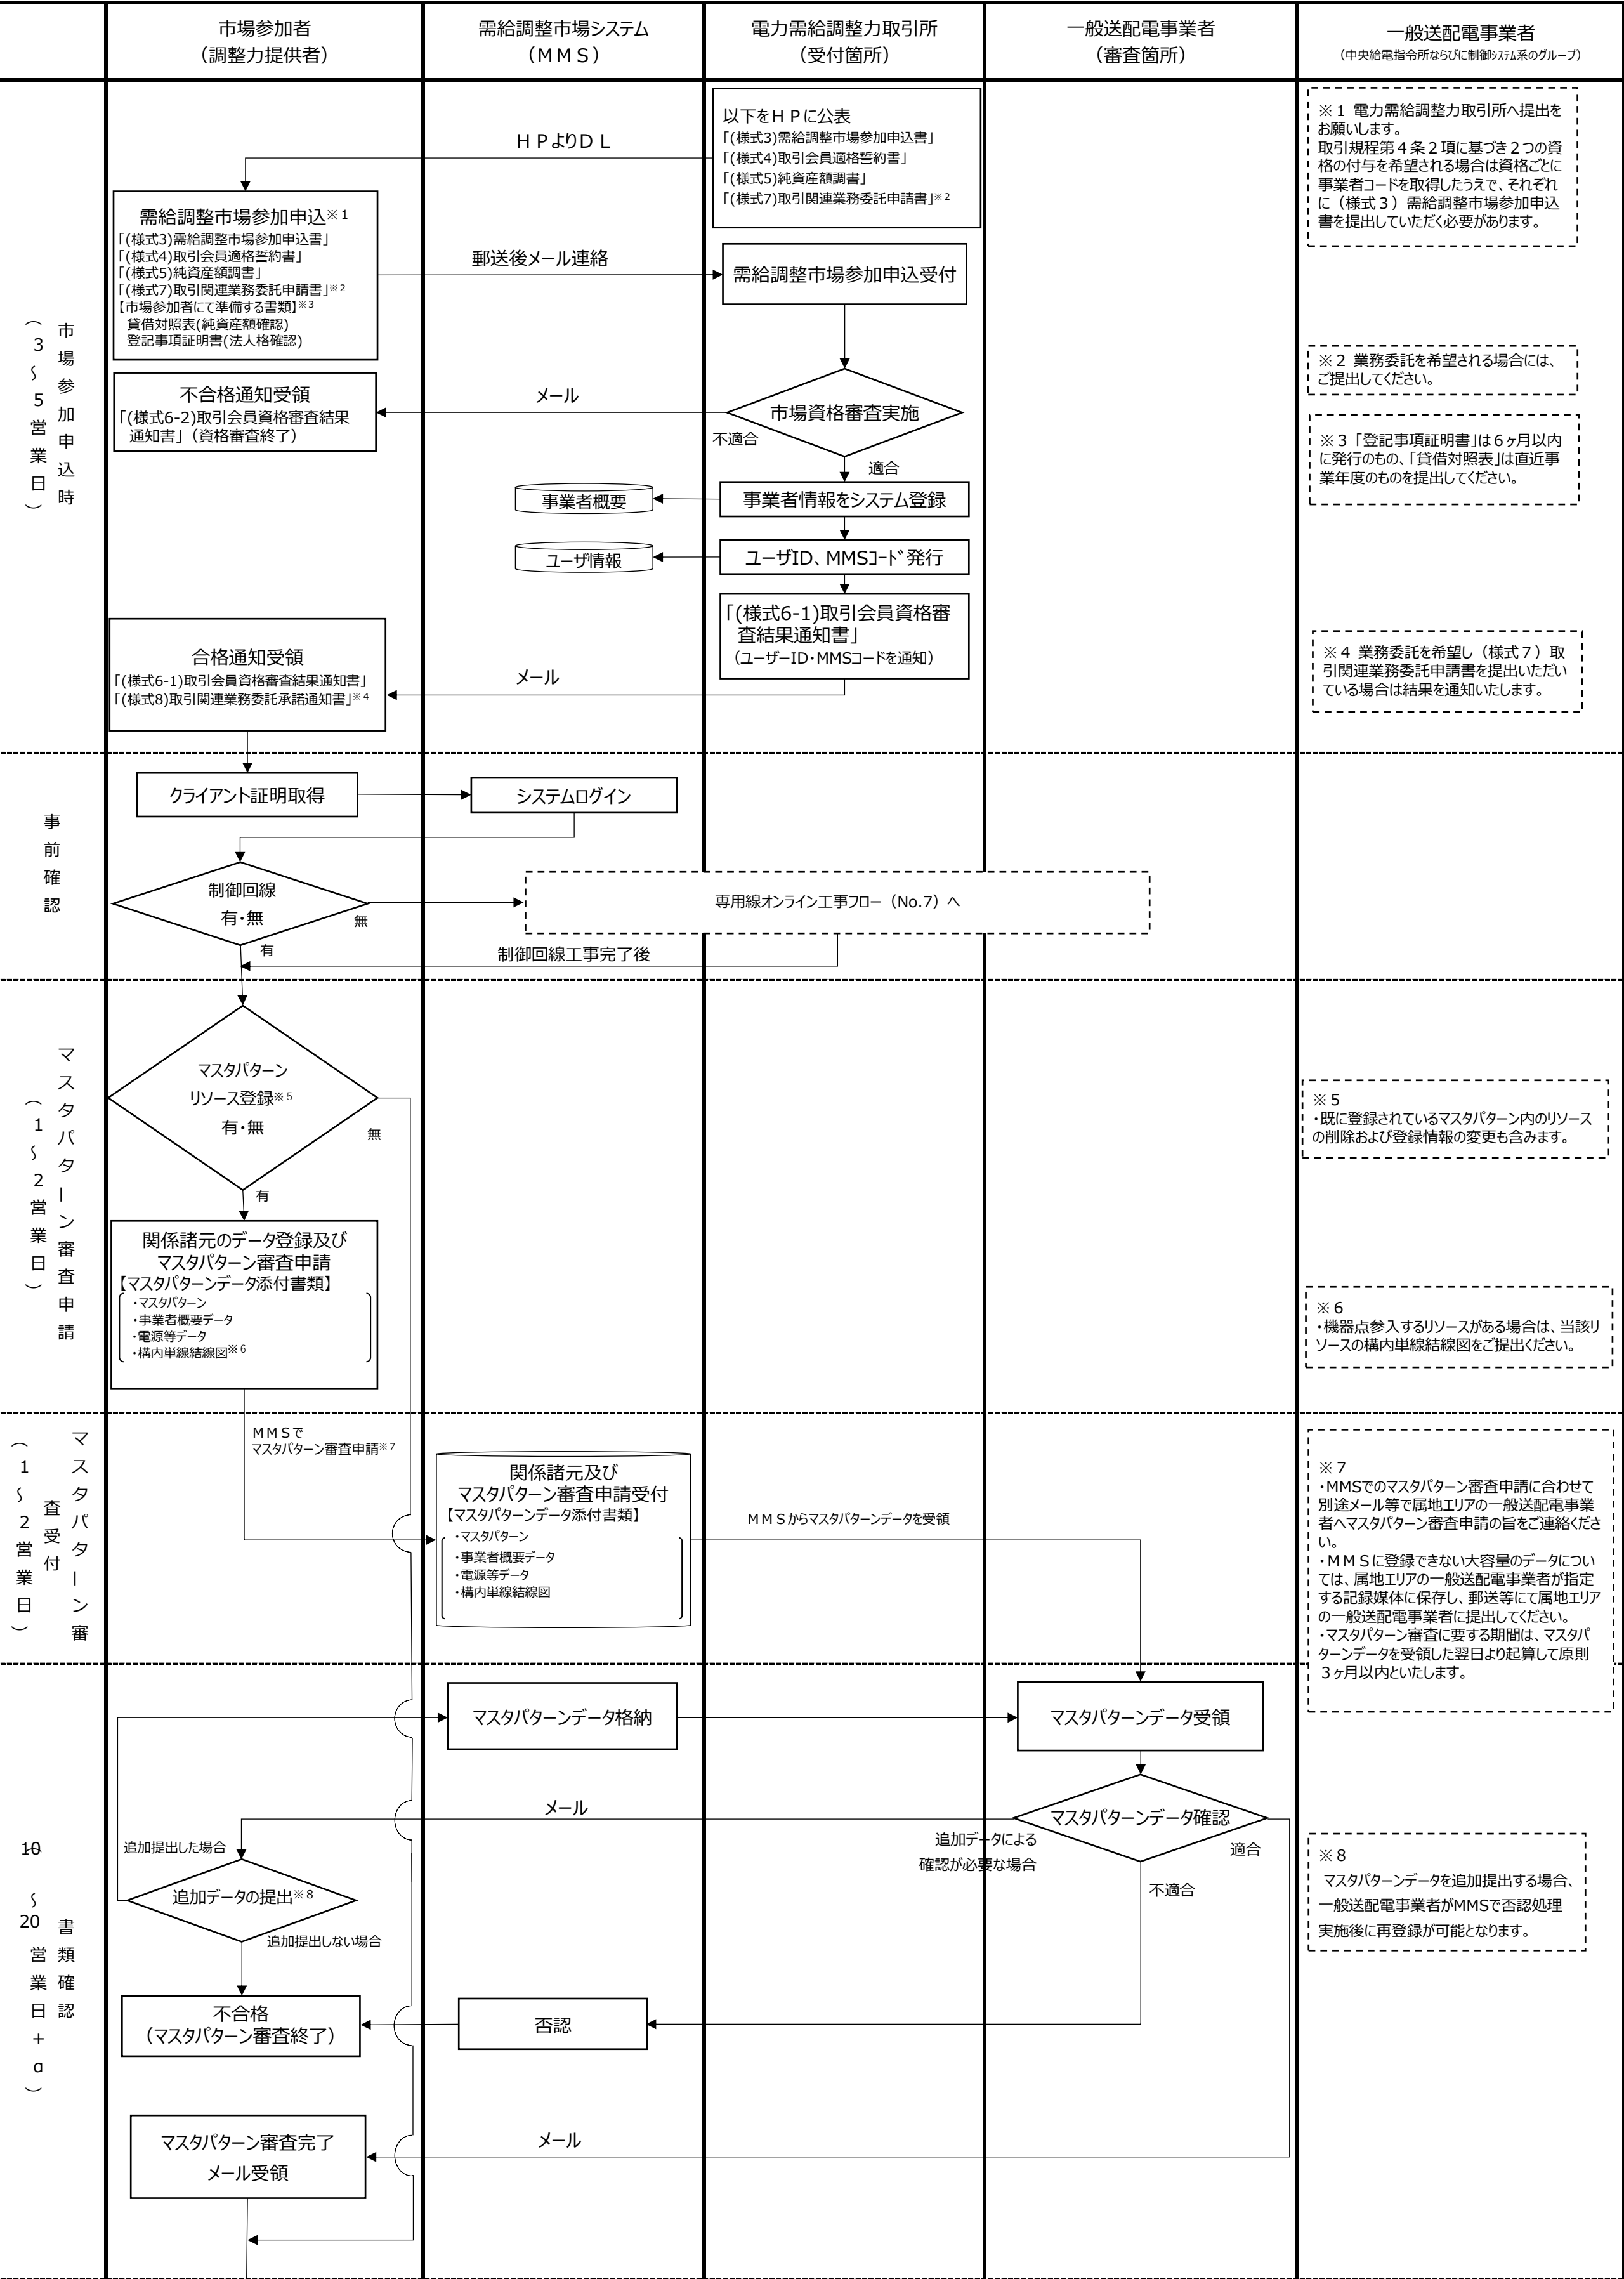 市場参加者
（調整力提供者）
需給調整市場システム
（ＭＭＳ）
電力需給調整力取引所
（受付箇所）
一般送配電事業者
（審査箇所）
一般送配電事業者
（中央給電指令所ならびに制御システム系のグループ）
市場参加申込時
（3～5営業日）
以下をＨＰに公表
「(様式3)需給調整市場参加申込書」
「(様式4)取引会員適格誓約書」
「(様式5)純資産額調書」
「(様式7)取引関連業務委託申請書」※2
ＨＰよりＤＬ
需給調整市場参加申込※1
「(様式3)需給調整市場参加申込書」
「(様式4)取引会員適格誓約書」
「(様式5)純資産額調書」
「(様式7)取引関連業務委託申請書」※2
【市場参加者にて準備する書類】※3
貸借対照表(純資産額確認)
登記事項証明書(法人格確認)
郵送後メール連絡
需給調整市場参加申込受付
市場資格審査実施
不適合
適合
メール
不合格通知受領
「(様式6-2)取引会員資格審査結果
通知書」（資格審査終了）
事業者情報をシステム登録
事業者概要
ユーザID、MMSｺｰﾄﾞ発行
ユーザ情報
「(様式6-1)取引会員資格審
査結果通知書」
（ユーザーID・MMSコードを通知）
メール
合格通知受領
「(様式6-1)取引会員資格審査結果通知書」
「(様式8)取引関連業務委託承諾通知書」※4
※１ 電力需給調整力取引所へ提出を
お願いします。
取引規程第４条２項に基づき２つの資
格の付与を希望される場合は資格ごとに
事業者コードを取得したうえで、それぞれ
に（様式３）需給調整市場参加申込
書を提出していただく必要があります。
※２ 業務委託を希望される場合には、
ご提出してください。
※３「登記事項証明書」は６ヶ月以内
に発行のもの、「貸借対照表」は直近事
業年度のものを提出してください。
※４ 業務委託を希望し（様式７）取
引関連業務委託申請書を提出いただい
ている場合は結果を通知いたします。
事前確認
クライアント証明取得
システムログイン
制御回線
有・無
無
有
専用線オンライン工事フロー（No.7）へ
制御回線工事完了後
マスタパターン審査申請
（1～2営業日）
マスタパターン
リソース登録※5
有・無
無
有
関係諸元のデータ登録及び
マスタパターン審査申請
【マスタパターンデータ添付書類】
・マスタパターン
・事業者概要データ
・電源等データ
・構内単線結線図※6
※５
・既に登録されているマスタパターン内のリソース
の削除および登録情報の変更も含みます。
※６
・機器点参入するリソースがある場合は、当該リ
ソースの構内単線結線図をご提出ください。
マスタパターン審
査受付
（1～2営業日）
ＭＭＳで
マスタパターン審査申請※7
関係諸元及び
マスタパターン審査申請受付
【マスタパターンデータ添付書類】
・マスタパターン
・事業者概要データ
・電源等データ
・構内単線結線図
ＭＭＳからマスタパターンデータを受領
※７
・MMSでのマスタパターン審査申請に合わせて
別途メール等で属地エリアの一般送配電事業
者へマスタパターン審査申請の旨をご連絡くださ
い。
・ＭＭＳに登録できない大容量のデータについ
ては、属地エリアの一般送配電事業者が指定
する記録媒体に保存し、郵送等にて属地エリア
の一般送配電事業者に提出してください。
・マスタパターン審査に要する期間は、マスタパ
ターンデータを受領した翌日より起算して原則
３ヶ月以内といたします。
書類確認
（10～20営業日＋α）
マスタパターンデータ格納
マスタパターンデータ受領
マスタパターンデータ確認
メール
追加データによる
確認が必要な場合
適合
不適合
追加提出した場合
追加データの提出※8
追加提出しない場合
不合格
（マスタパターン審査終了）
否認
※８
マスタパターンデータを追加提出する場合、
一般送配電事業者がMMSで否認処理
実施後に再登録が可能となります。
メール
マスタパターン審査完了
メール受領